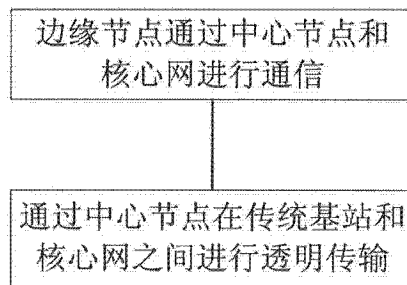 边缘节点通过中心节点和
核心网进行通信
通过中心节点在传统基站和
核心网之间进行透明传输